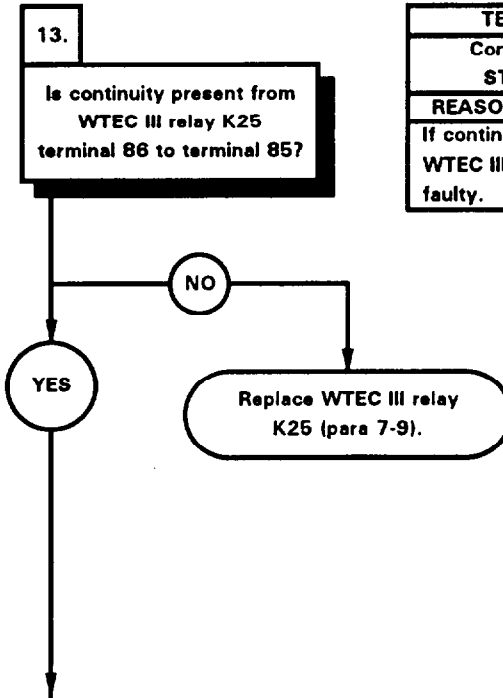 13.
Is continuity present from
WTEC III relay K25
terminal 86 to terminal 85?
NO
YES
Replace WTEC III relay
K25 (para 7-9).
TE
Cor
ST
REASO
If contin
WTEC III
faulty.